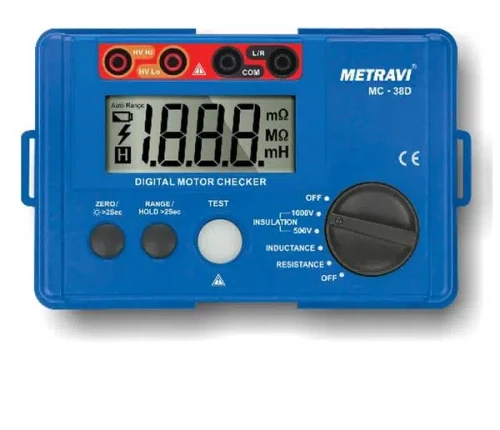 HV Hi
HV Lo
L/R
COM
METRAVI®
MC - 38D
Auto Range
1.8.8.8
mΩ
MΩ
mH
H
CE
DIGITAL MOTOR CHECKER
ZERO/
>2Sec
RANGE/
HOLD >2Sec
TEST
OFF
1000V
INSULATION
500V
INDUCTANCE
RESISTANCE
OFF